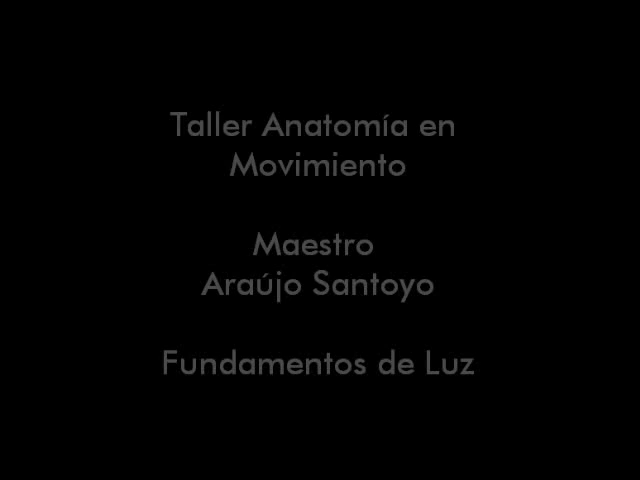 Taller Anatomía en
Movimiento
Maestro
Araújo Santoyo
Fundamentos de Luz